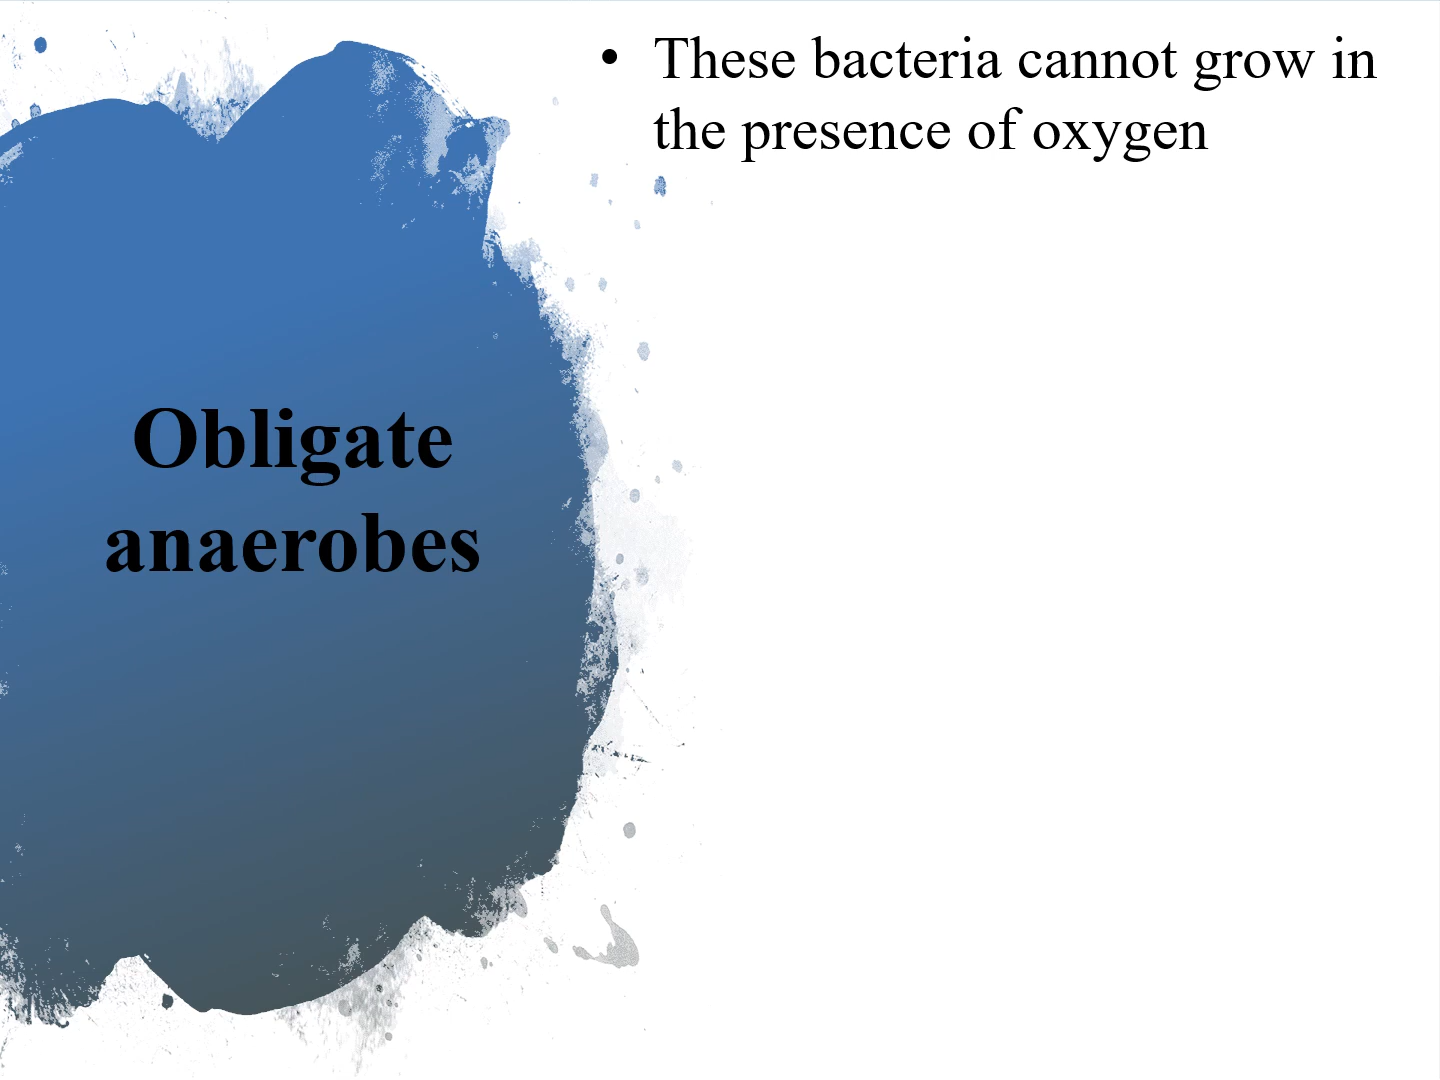 Obligate
anaerobes
• These bacteria cannot grow in
the presence of oxygen